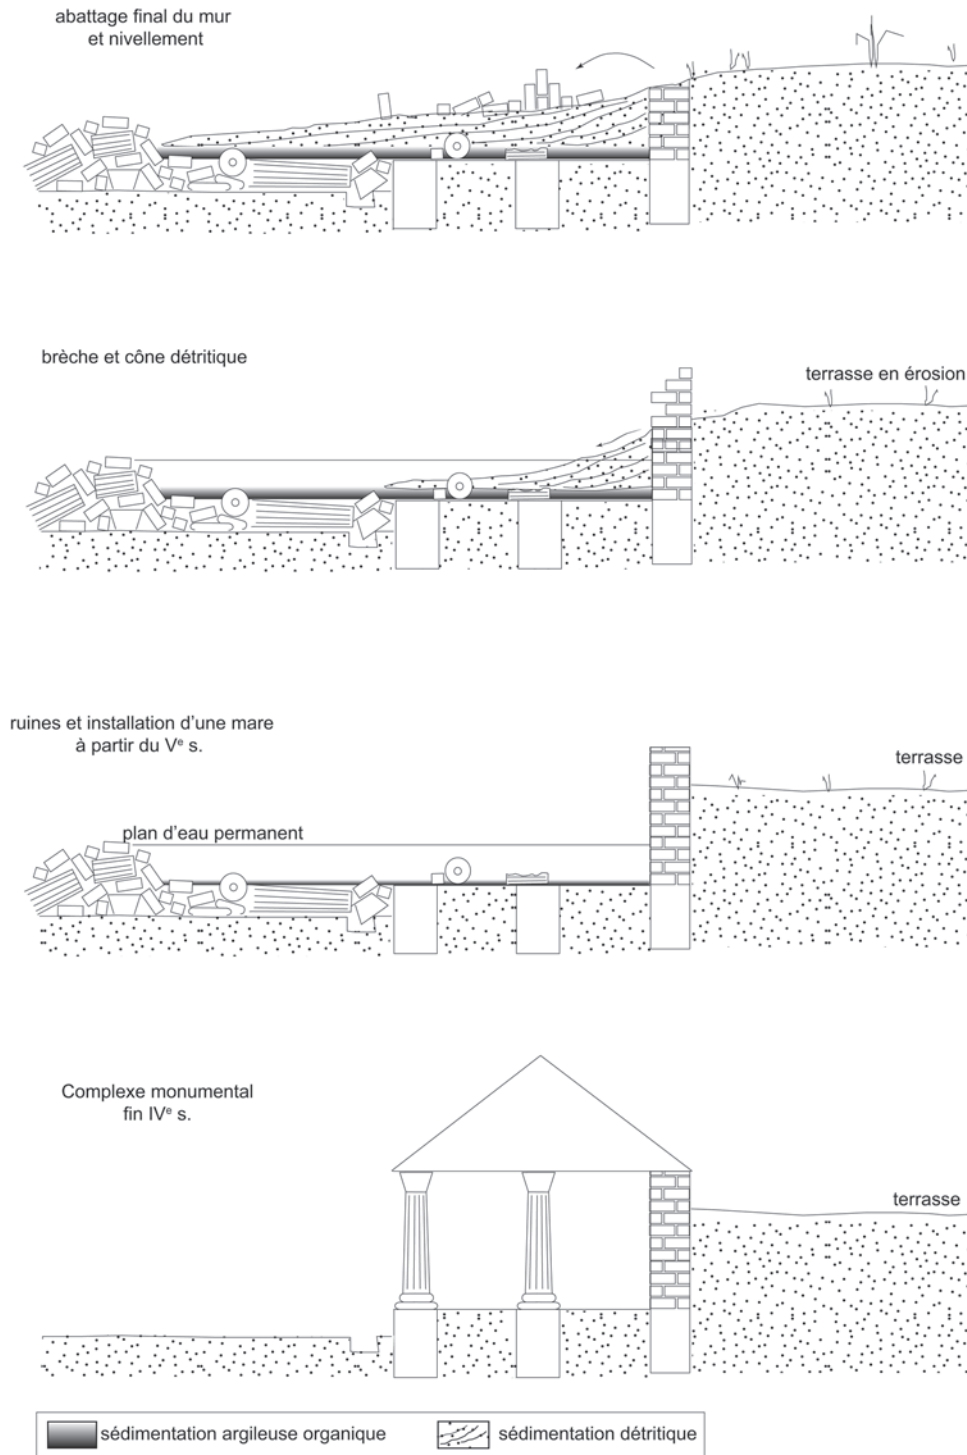 abattage final du mur
et nivellement
brèche et cône détritique
terrasse en érosion
ruines et installation d'une mare
à partir du Vᵉ s.
terrasse
plan d'eau permanent
Complexe monumental
fin IVᵉ s.
terrasse
sédimentation argileuse organique
sédimentation détritique